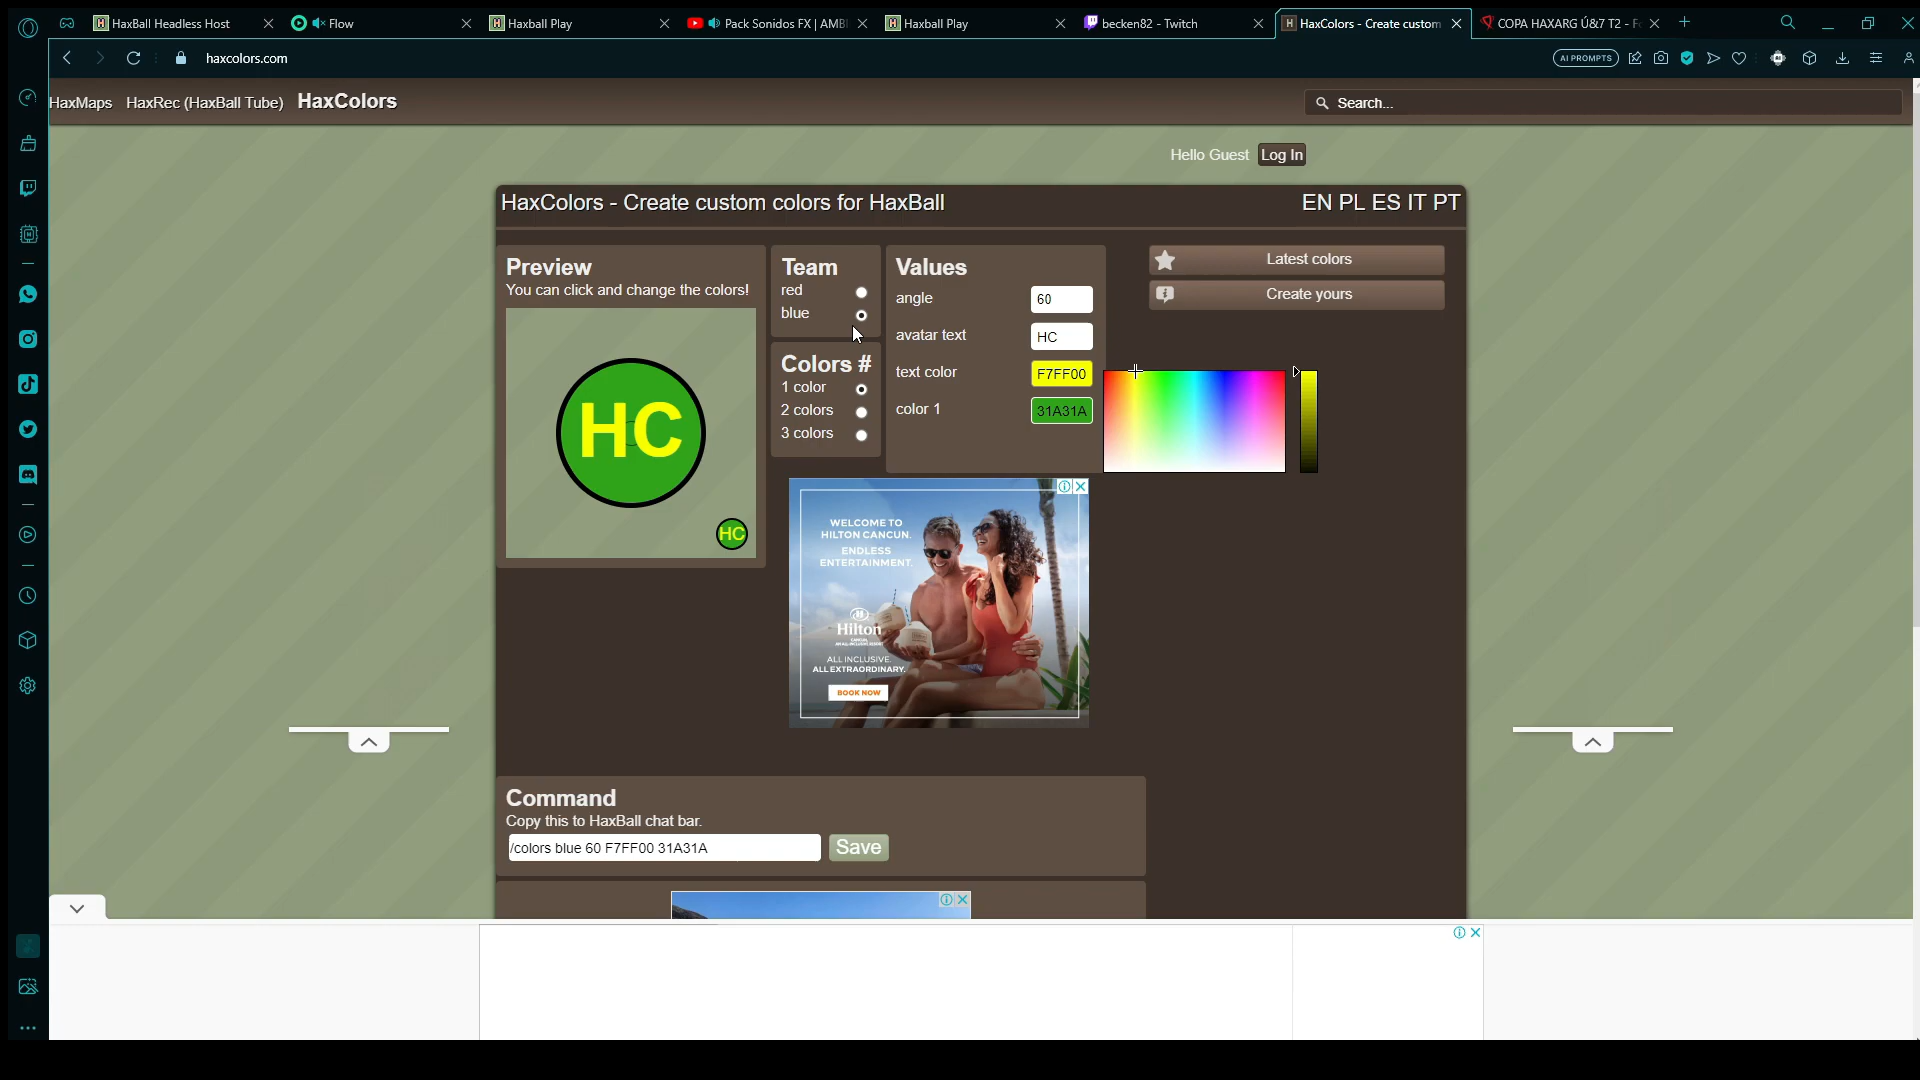 HaxBall Headless Host
Flow
Haxball Play
Pack Sonidos FX | AMBI
Haxball Play
becken82 - Twitch
HaxColors - Create custom
COPA HAXARG Ú&7 T2 - F
haxcolors.com
AI PROMPTS
HaxMaps HaxRec (HaxBall Tube) HaxColors
Search...
Hello Guest Log In
HaxColors - Create custom colors for HaxBall
EN PL ES IT PT
Preview
You can click and change the colors!
HC
HC
Team
red
blue
Colors #
1 color
2 colors
3 colors
Values
angle 60
avatar text HC
text color F7FF00
color 1 31A31A
Latest colors
Create yours
WELCOME TO
HILTON CANCUN.
ENDLESS
ENTERTAINMENT.
Hilton
ALL INCLUSIVE.
ALL EXTRAORDINARY.
BOOK NOW
Command
Copy this to HaxBall chat bar.
/colors blue 60 F7FF00 31A31A
Save